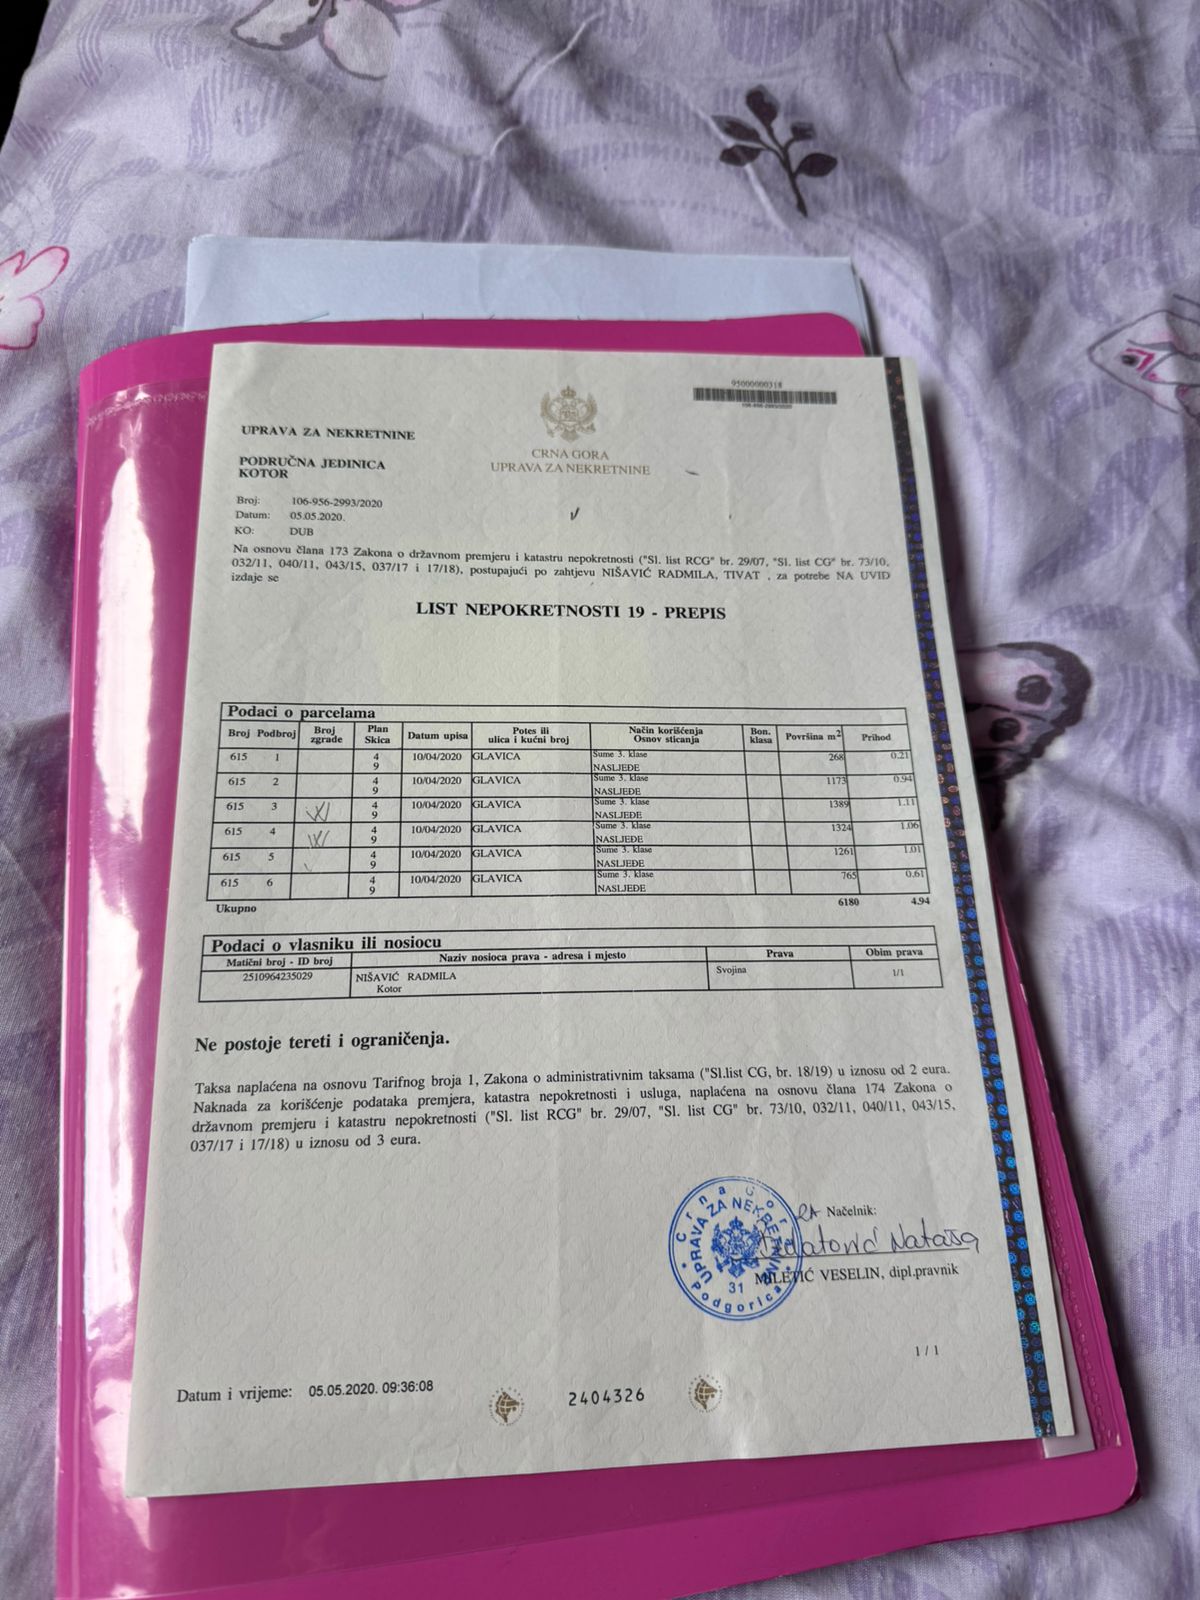 95000000318
106-956-2993/2020
UPRAVA ZA NEKRETNINE
CRNA GORA
UPRAVA ZA NEKRETNINE
PODRUČNA JEDINICA
KOTOR
Broj: 106-956-2993/2020
Datum: 05.05.2020.
KO: DUB
Na osnovu člana 173 Zakona o državnom premjeru i katastru nepokretnosti ("Sl. list RCG" br. 29/07, "Sl. list CG" br. 73/10,
032/11, 040/11, 043/15, 037/17 i 17/18), postupajući po zahtjevu NIŠAVIĆ RADMILA, TIVAT , za potrebe NA UVID
izdaje se
LIST NEPOKRETNOSTI 19 - PREPIS
Podaci o parcelama
Broj Podbroj Broj zgrade Plan Skica Datum upisa Potes ili ulica i kućni broj Način korišćenja Osnov sticanja Bon. klasa Površina m2 Prihod
615 1 4 9 10/04/2020 GLAVICA Šume 3. klase NASLJEĐE 268 0.21
615 2 4 9 10/04/2020 GLAVICA Šume 3. klase NASLJEĐE 1173 0.94
615 3 4 9 10/04/2020 GLAVICA Šume 3. klase NASLJEĐE 1389 1.11
615 4 4 9 10/04/2020 GLAVICA Šume 3. klase NASLJEĐE 1324 1.06
615 5 4 9 10/04/2020 GLAVICA Šume 3. klase NASLJEĐE 1261 1.01
615 6 4 9 10/04/2020 GLAVICA Šume 3. klase NASLJEĐE 765 0.61
Ukupno 6180 4.94
Podaci o vlasniku ili nosiocu
Matični broj - ID broj Naziv nosioca prava - adresa i mjesto Prava Obim prava
2510964235029 NIŠAVIĆ RADMILA Kotor Svojina 1/1
Ne postoje tereti i ograničenja.
Taksa naplaćena na osnovu Tarifnog broja 1, Zakona o administrativnim taksama ("Sl.list CG, br. 18/19) u iznosu od 2 eura.
Naknada za korišćenje podataka premjera, katastra nepokretnosti i usluga, naplaćena na osnovu člana 174 Zakona o
državnom premjeru i katastru nepokretnosti ("Sl. list RCG" br. 29/07, "Sl. list CG" br. 73/10, 032/11, 040/11, 043/15,
037/17 i 17/18) u iznosu od 3 eura.
Crna Gora
UPRAVA ZA NEKRETNINE
31
Podgorica
Načelnik:
Nataša
MILETIĆ VESELIN, dipl.pravnik
1 / 1
Datum i vrijeme: 05.05.2020. 09:36:08
2404326